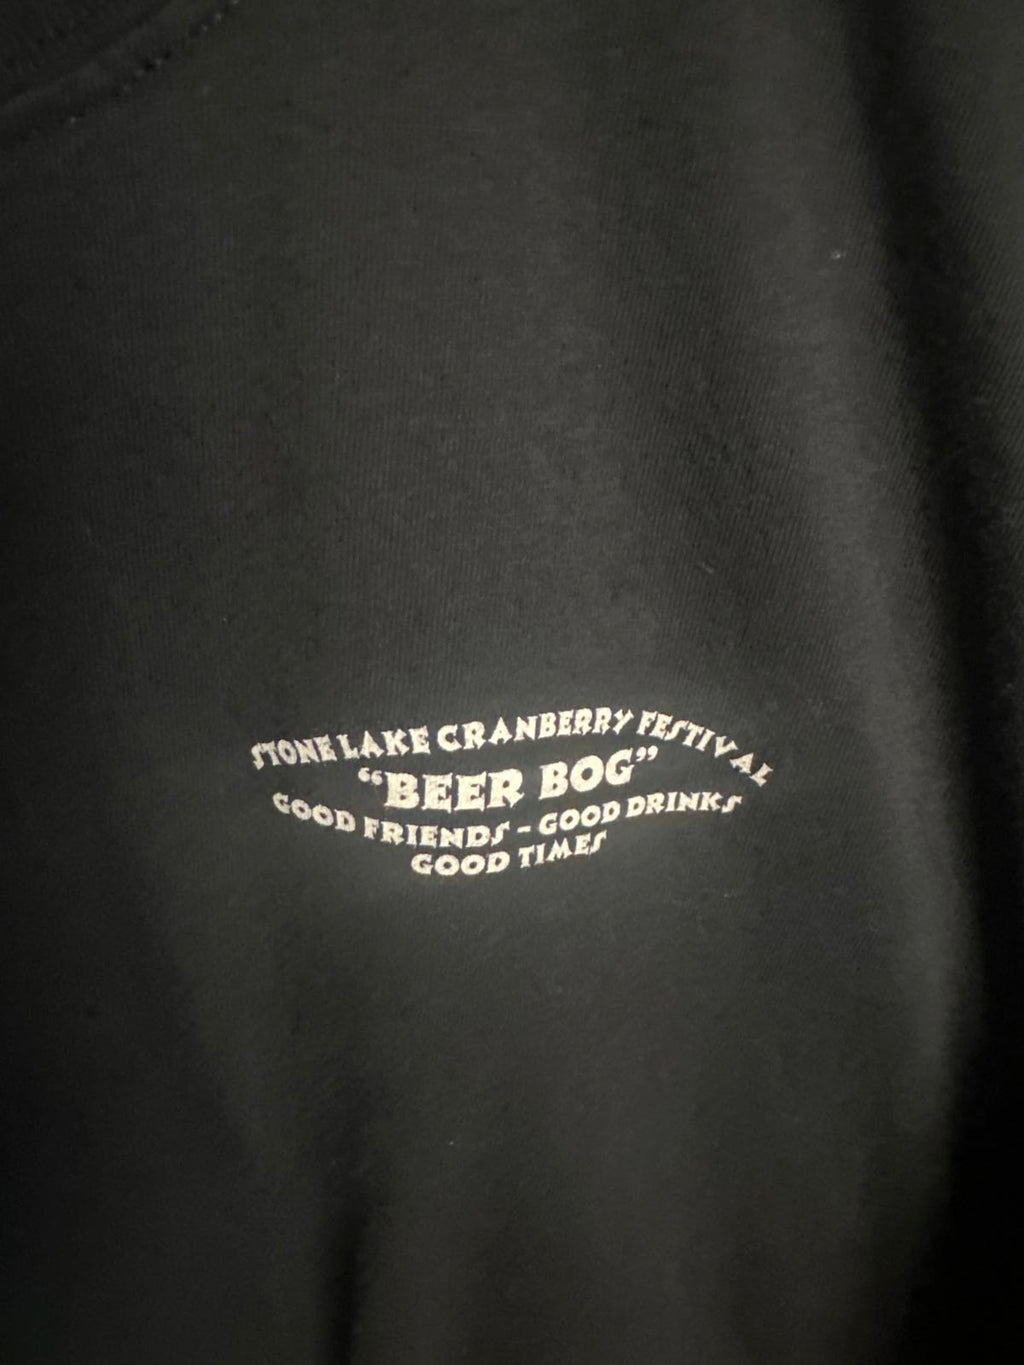 STONE LAKE CRANBERRY FESTIVAL
“BEER BOG”
GOOD FRIENDS - GOOD DRINKS
GOOD TIMES